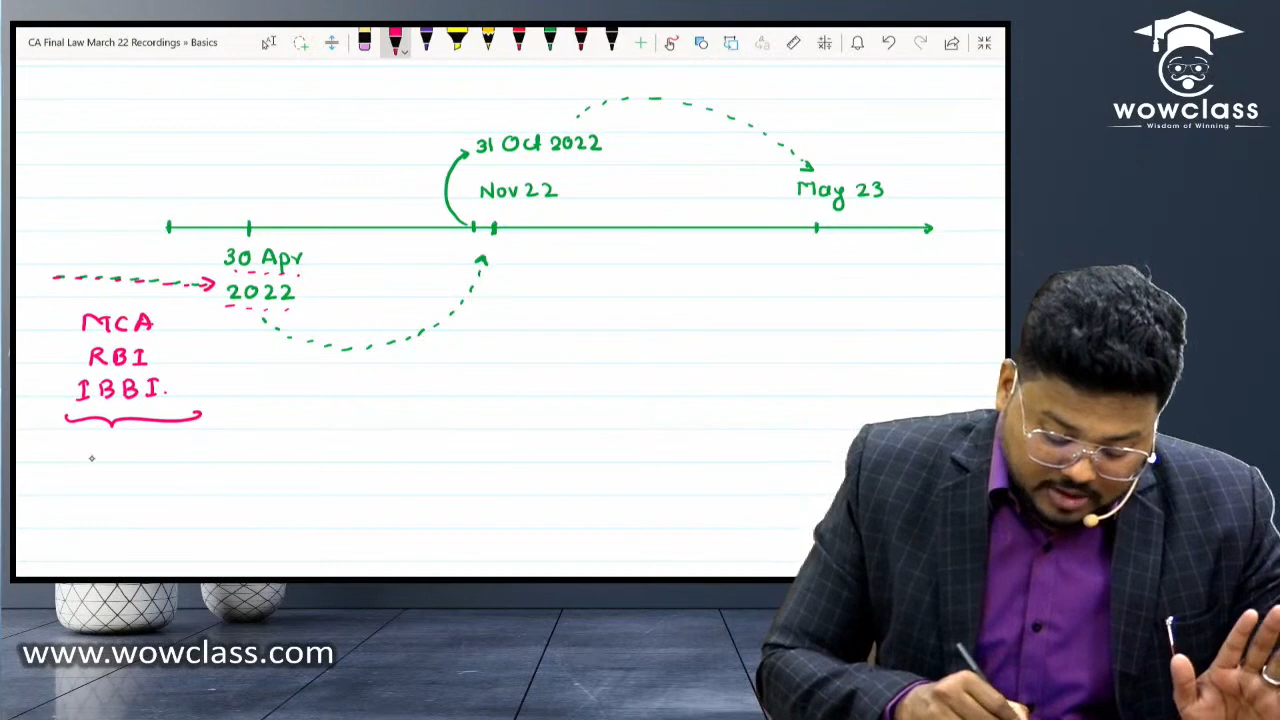 CA Final Law March 22 Recordings » Basics
wowclass
Wisdom of Winning
31 Oct 2022
Nov 22
May 23
30 Apr
2022
MCA
RBI
IBBI.
www.wowclass.com